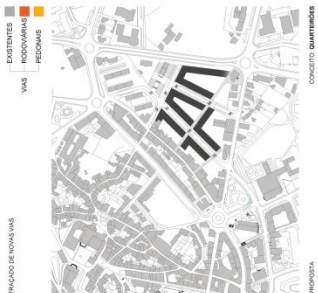 EXISTENTES
RODOVIÁRIAS
PEDONAIS
VIAS
TRAÇADO DE NOVAS VIAS
CONCEITO QUARTEIRÕES
PROPOSTA